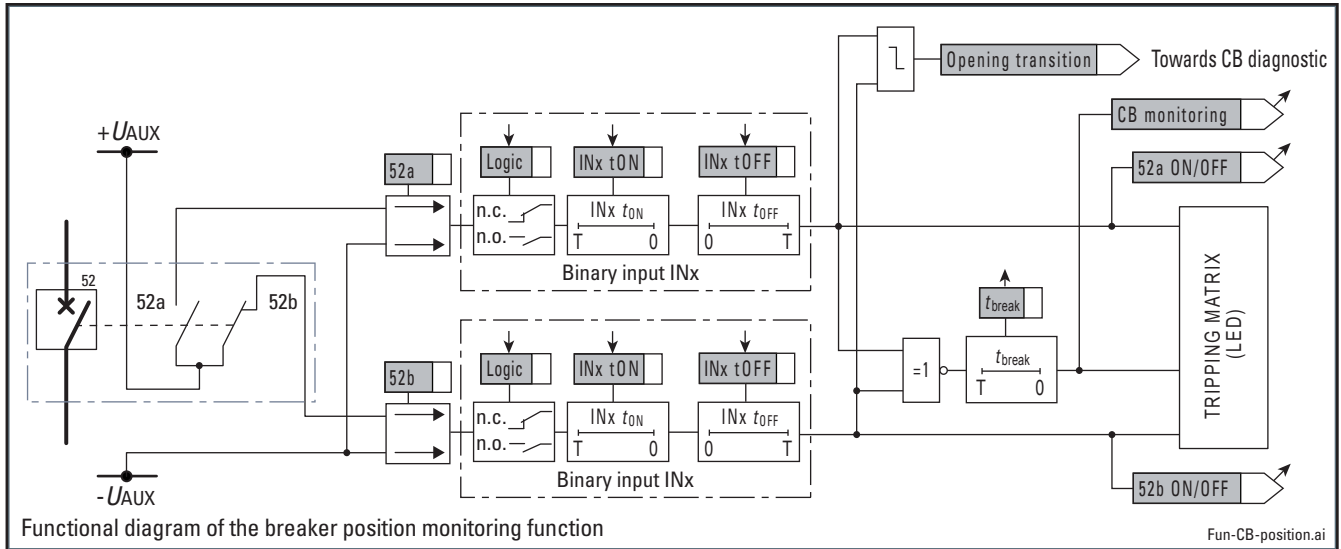 Opening transition
Towards CB diagnostic
CB monitoring
52a ON/OFF
+UAUX
52a
Logic
INx tON
INx tOFF
n.c.
n.o.
INx tON
T 0
INx tOFF
0 T
Binary input INx
52
52a
52b
tbreak
TRIPPING MATRIX
(LED)
52b
Logic
INx tON
INx tOFF
=1
tbreak
T 0
n.c.
n.o.
INx tON
T 0
INx tOFF
0 T
Binary input INx
-UAUX
52b ON/OFF
Functional diagram of the breaker position monitoring function
Fun-CB-position.ai